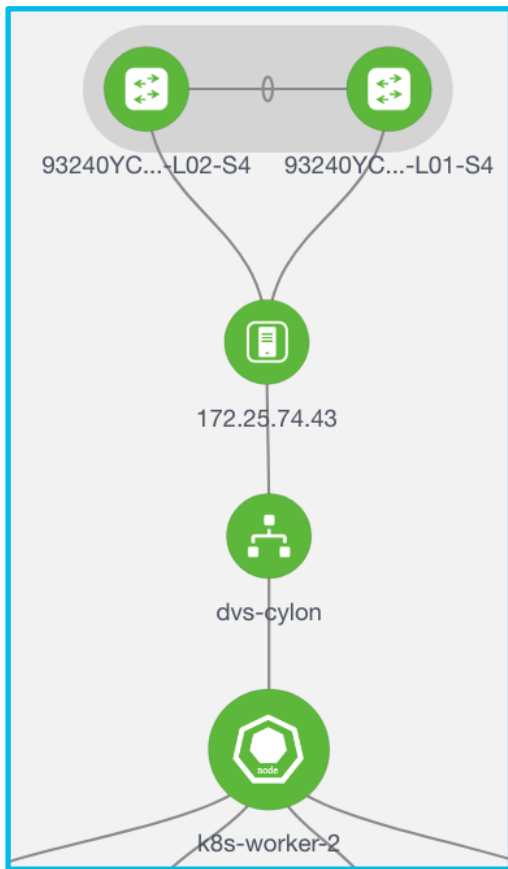 93240YC...-L02-S4 93240YC...-L01-S4
172.25.74.43
dvs-cylon
node
k8s-worker-2